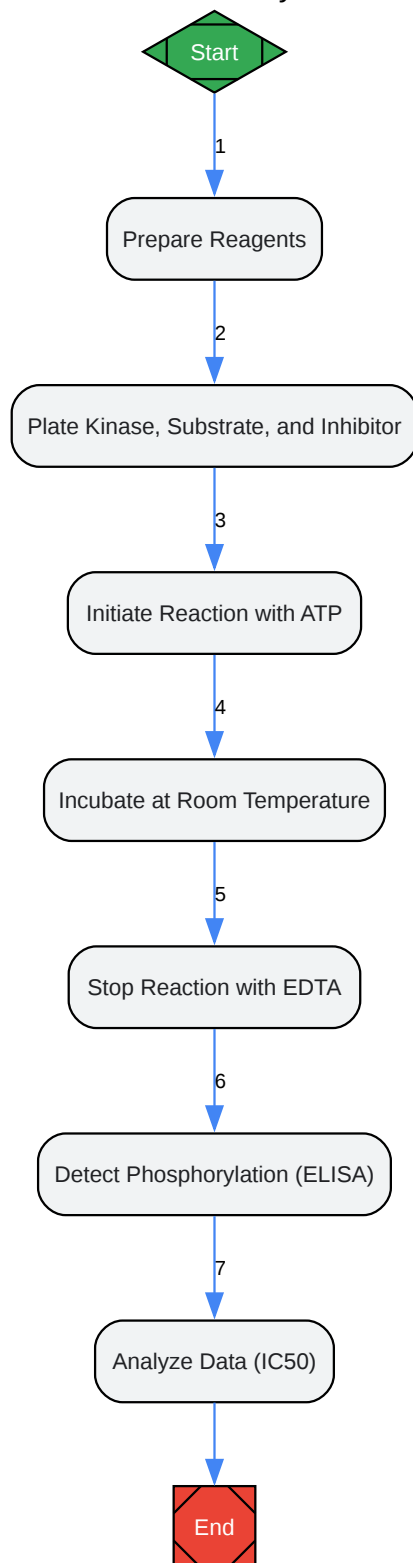 Start
1
Prepare Reagents
2
Plate Kinase, Substrate, and Inhibitor
3
Initiate Reaction with ATP
4
Incubate at Room Temperature
5
Stop Reaction with EDTA
6
Detect Phosphorylation (ELISA)
7
Analyze Data (IC50)
End